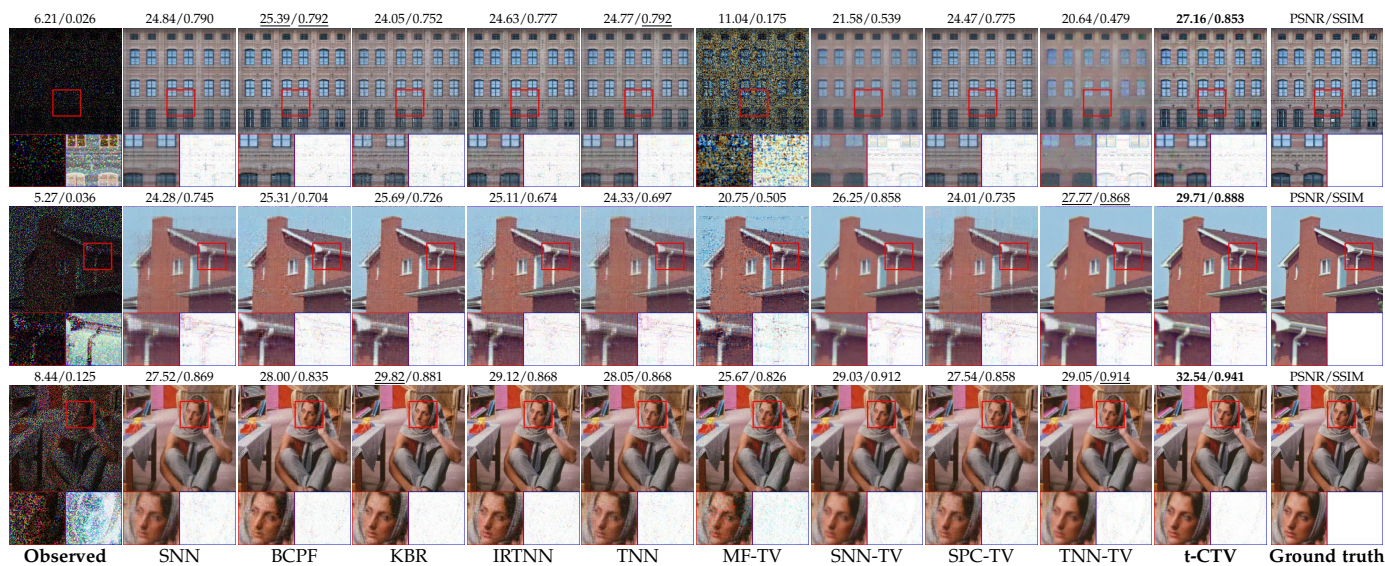 6.21/0.026 24.84/0.790 25.39/0.792 24.05/0.752 24.63/0.777 24.77/0.792 11.04/0.175 21.58/0.539 24.47/0.775 20.64/0.479 27.16/0.853 PSNR/SSIM
5.27/0.036 24.28/0.745 25.31/0.704 25.69/0.726 25.11/0.674 24.33/0.697 20.75/0.505 26.25/0.858 24.01/0.735 27.77/0.868 29.71/0.888 PSNR/SSIM
8.44/0.125 27.52/0.869 28.00/0.835 29.82/0.881 29.12/0.868 28.05/0.868 25.67/0.826 29.03/0.912 27.54/0.858 29.05/0.914 32.54/0.941 PSNR/SSIM
Observed SNN BCPF KBR IRTNN TNN MF-TV SNN-TV SPC-TV TNN-TV t-CTV Ground truth